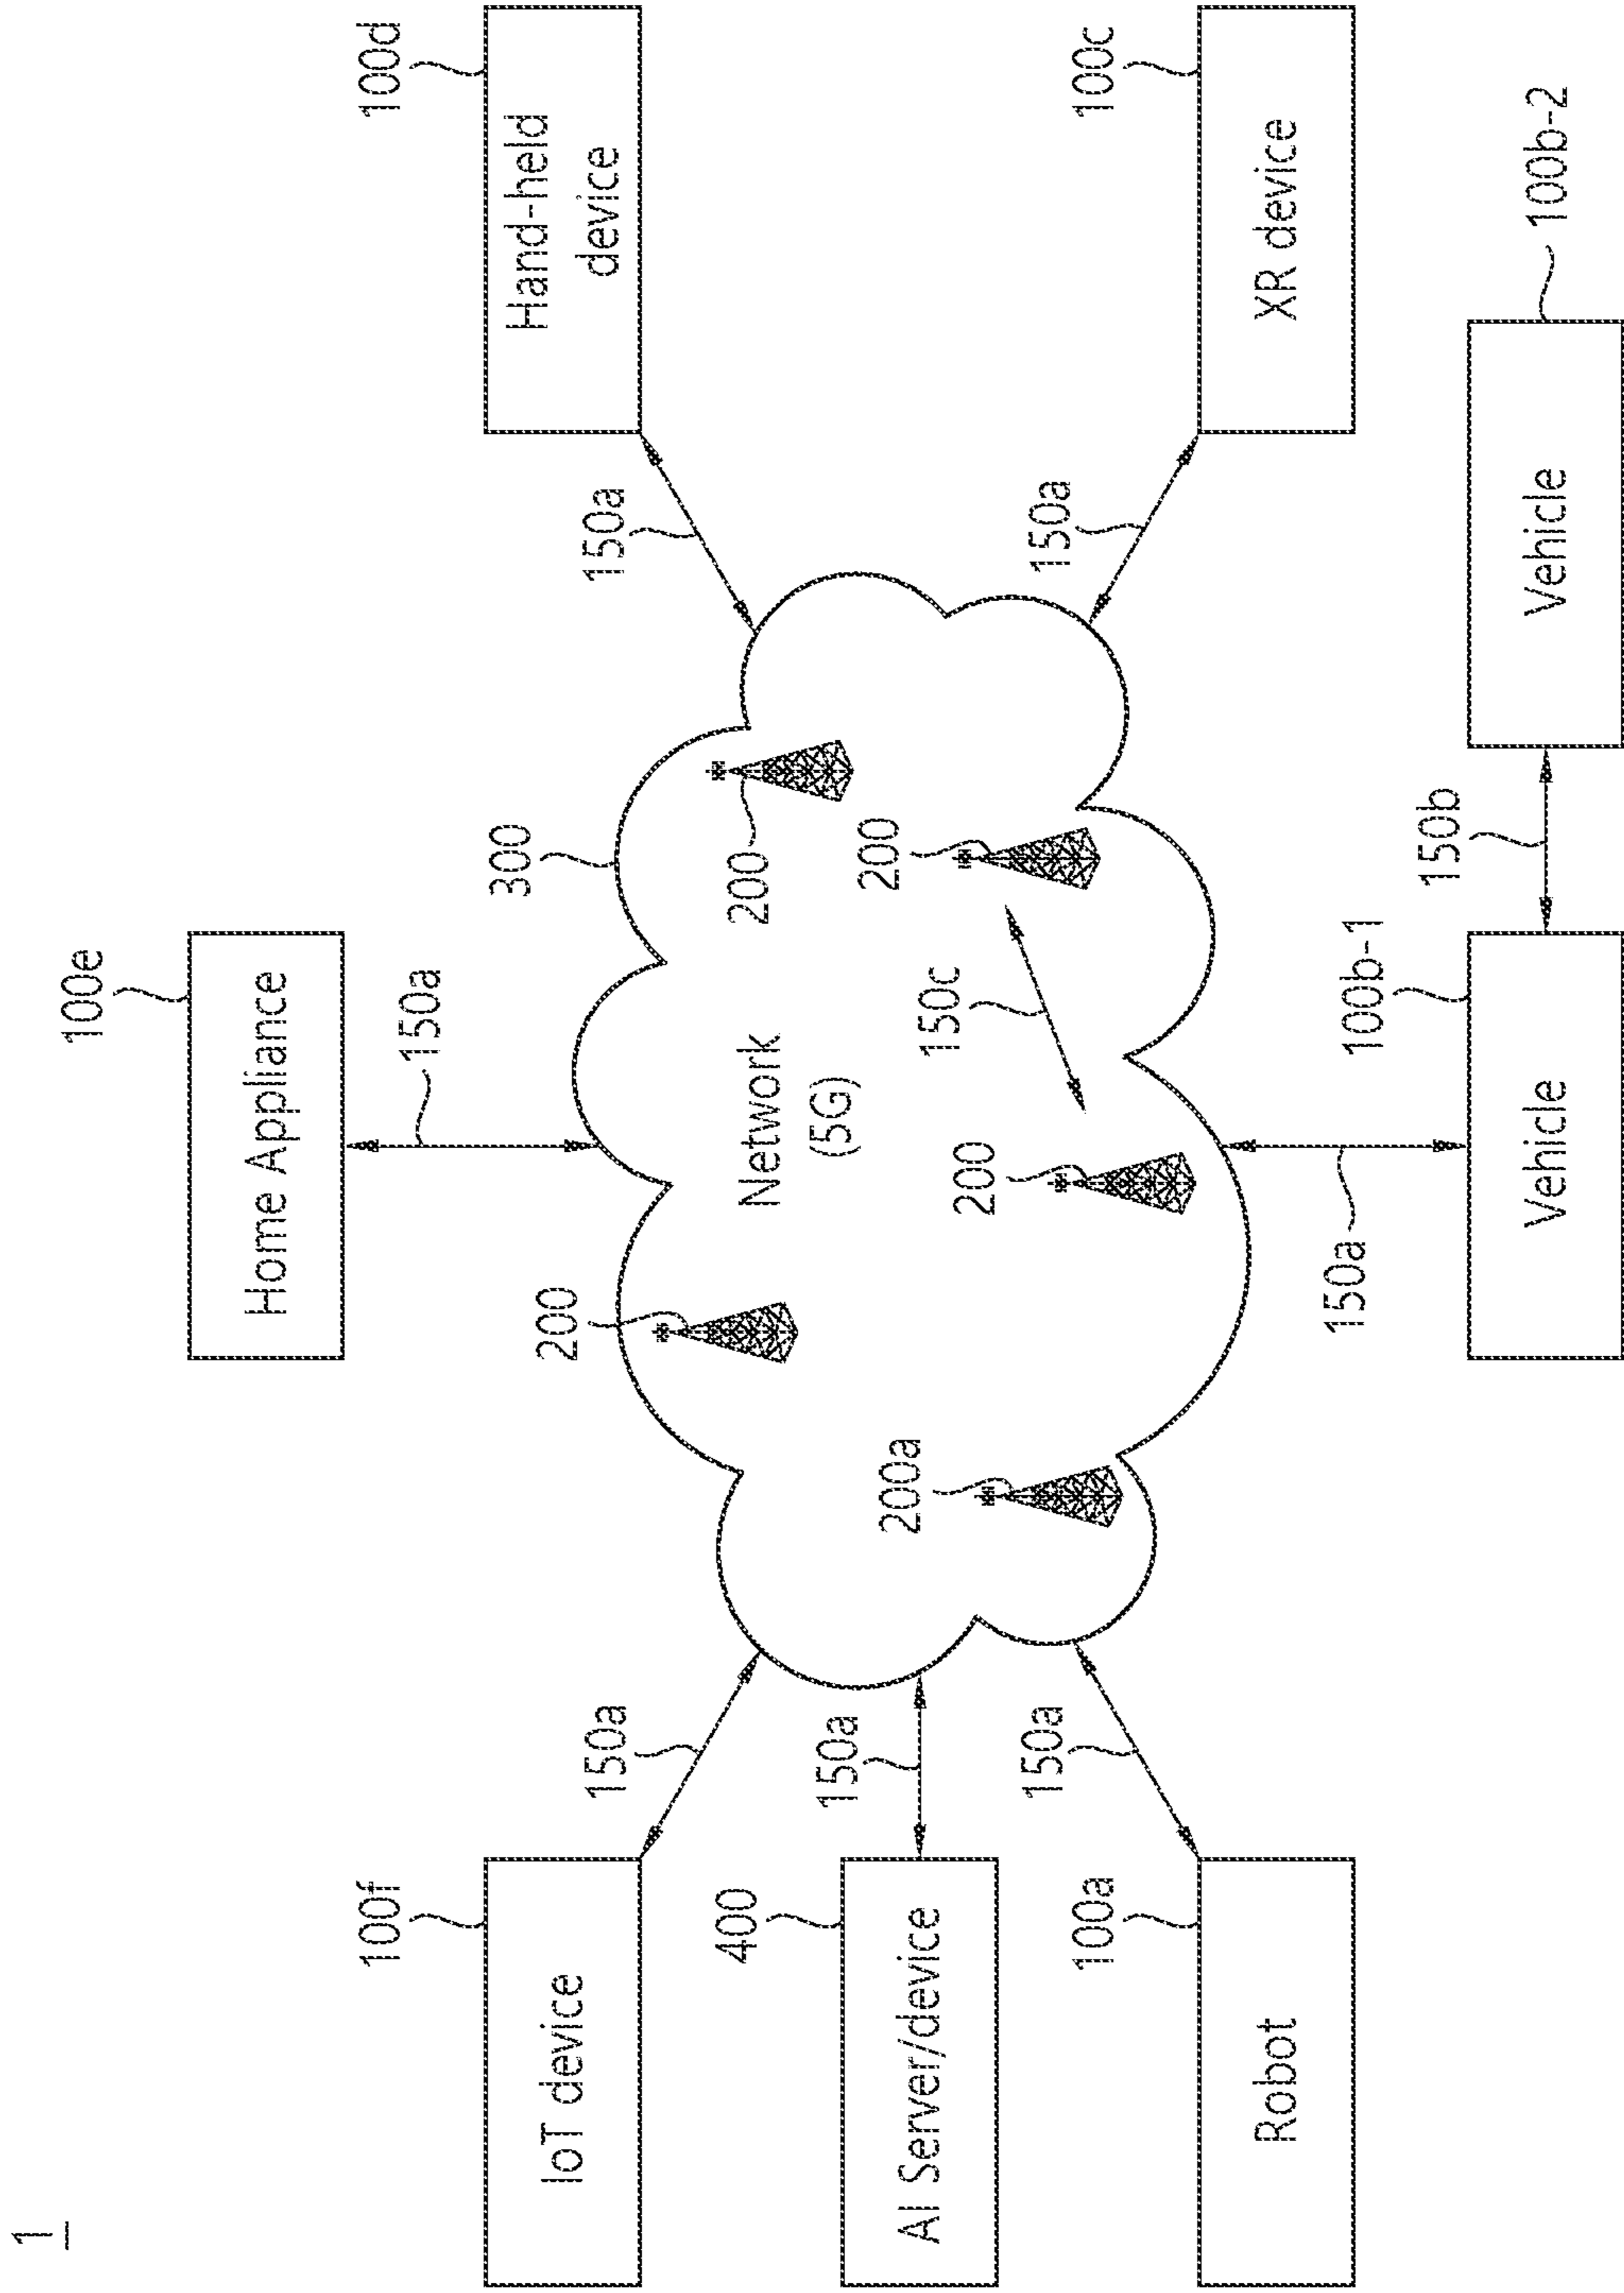 1
100e
Home Appliance
150a
100f
IoT device
150a
300
100d
Hand-held
device
150a
200
200
Network
(5G)
400
AI Server/device
150a
200a
200
150c
200
100a
Robot
150a
100c
XR device
150a
150a
100b-1
Vehicle
150b
Vehicle
100b-2